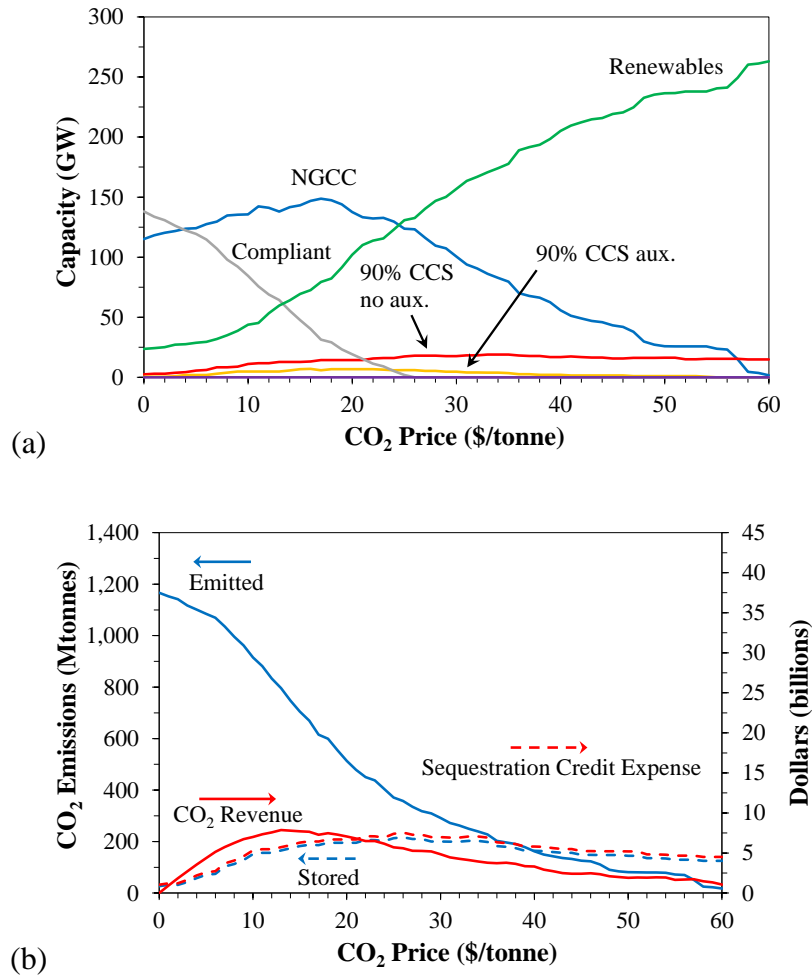 300
250
200
150
100
50
0
Capacity (GW)
Renewables
NGCC
Compliant
90% CCS
no aux.
90% CCS aux.
0 10 20 30 40 50 60
CO₂ Price ($/tonne)
(a)
1,400
1,200
1,000
800
600
400
200
0
CO₂ Emissions (Mtonnes)
45
40
35
30
25
20
15
10
5
0
Dollars (billions)
Emitted
Sequestration Credit Expense
CO₂ Revenue
Stored
0 10 20 30 40 50 60
CO₂ Price ($/tonne)
(b)